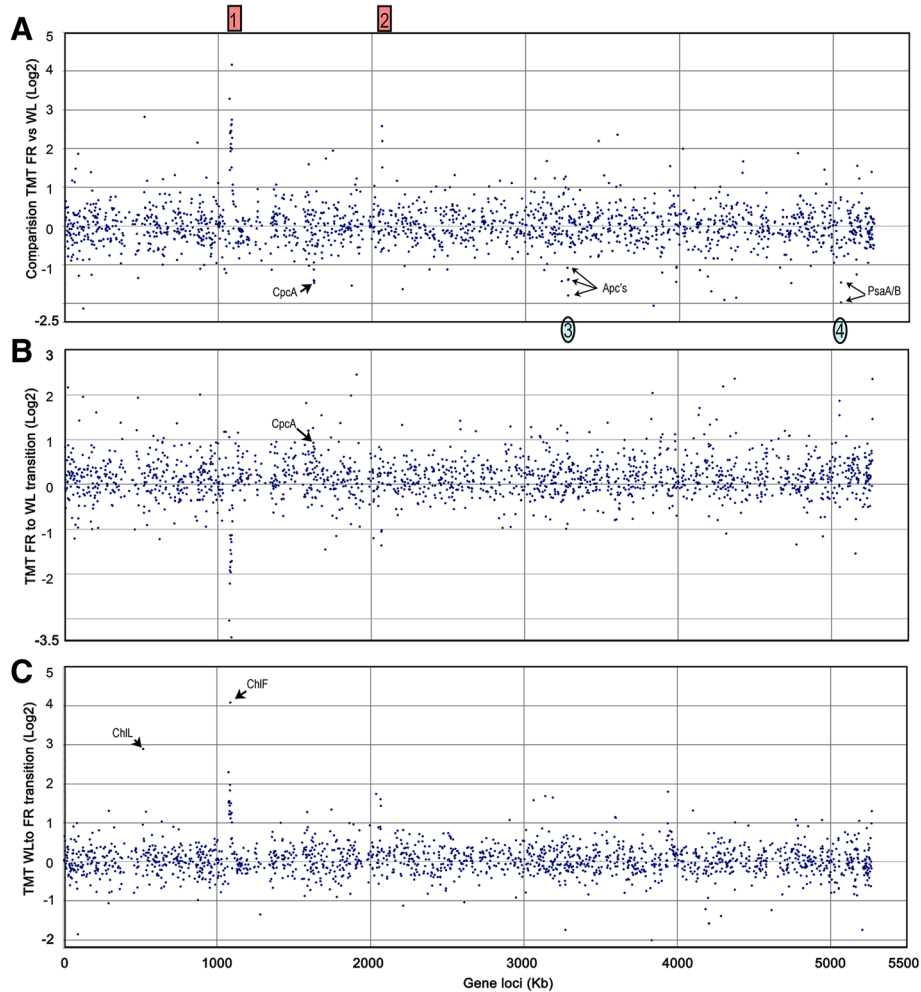 1 2
A
Comparision TMT FR vs WL (Log2)
5
4
3
2
1
0
-1
-2.5
CpcA
Apc's
PsaA/B
3 4
B
TMT FR to WL transition (Log2)
3
2
1
0
-1
-2
-3.5
CpcA
C
TMT WLto FR transition (Log2)
5
4
3
2
1
0
-1
-2
ChlF
ChlL
0 1000 2000 3000 4000 5000 5500
Gene loci (Kb)